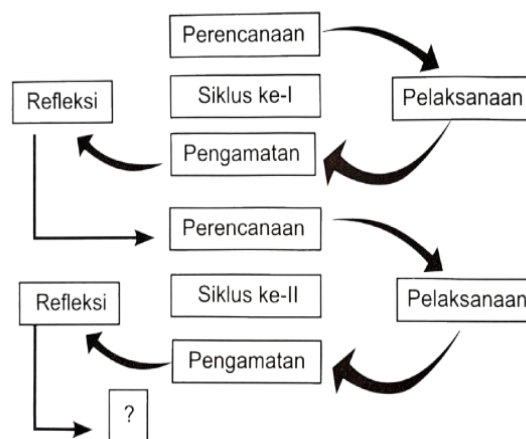 Perencanaan
Refleksi
Siklus ke-I
Pelaksanaan
Pengamatan
Perencanaan
Refleksi
Siklus ke-II
Pelaksanaan
Pengamatan
?